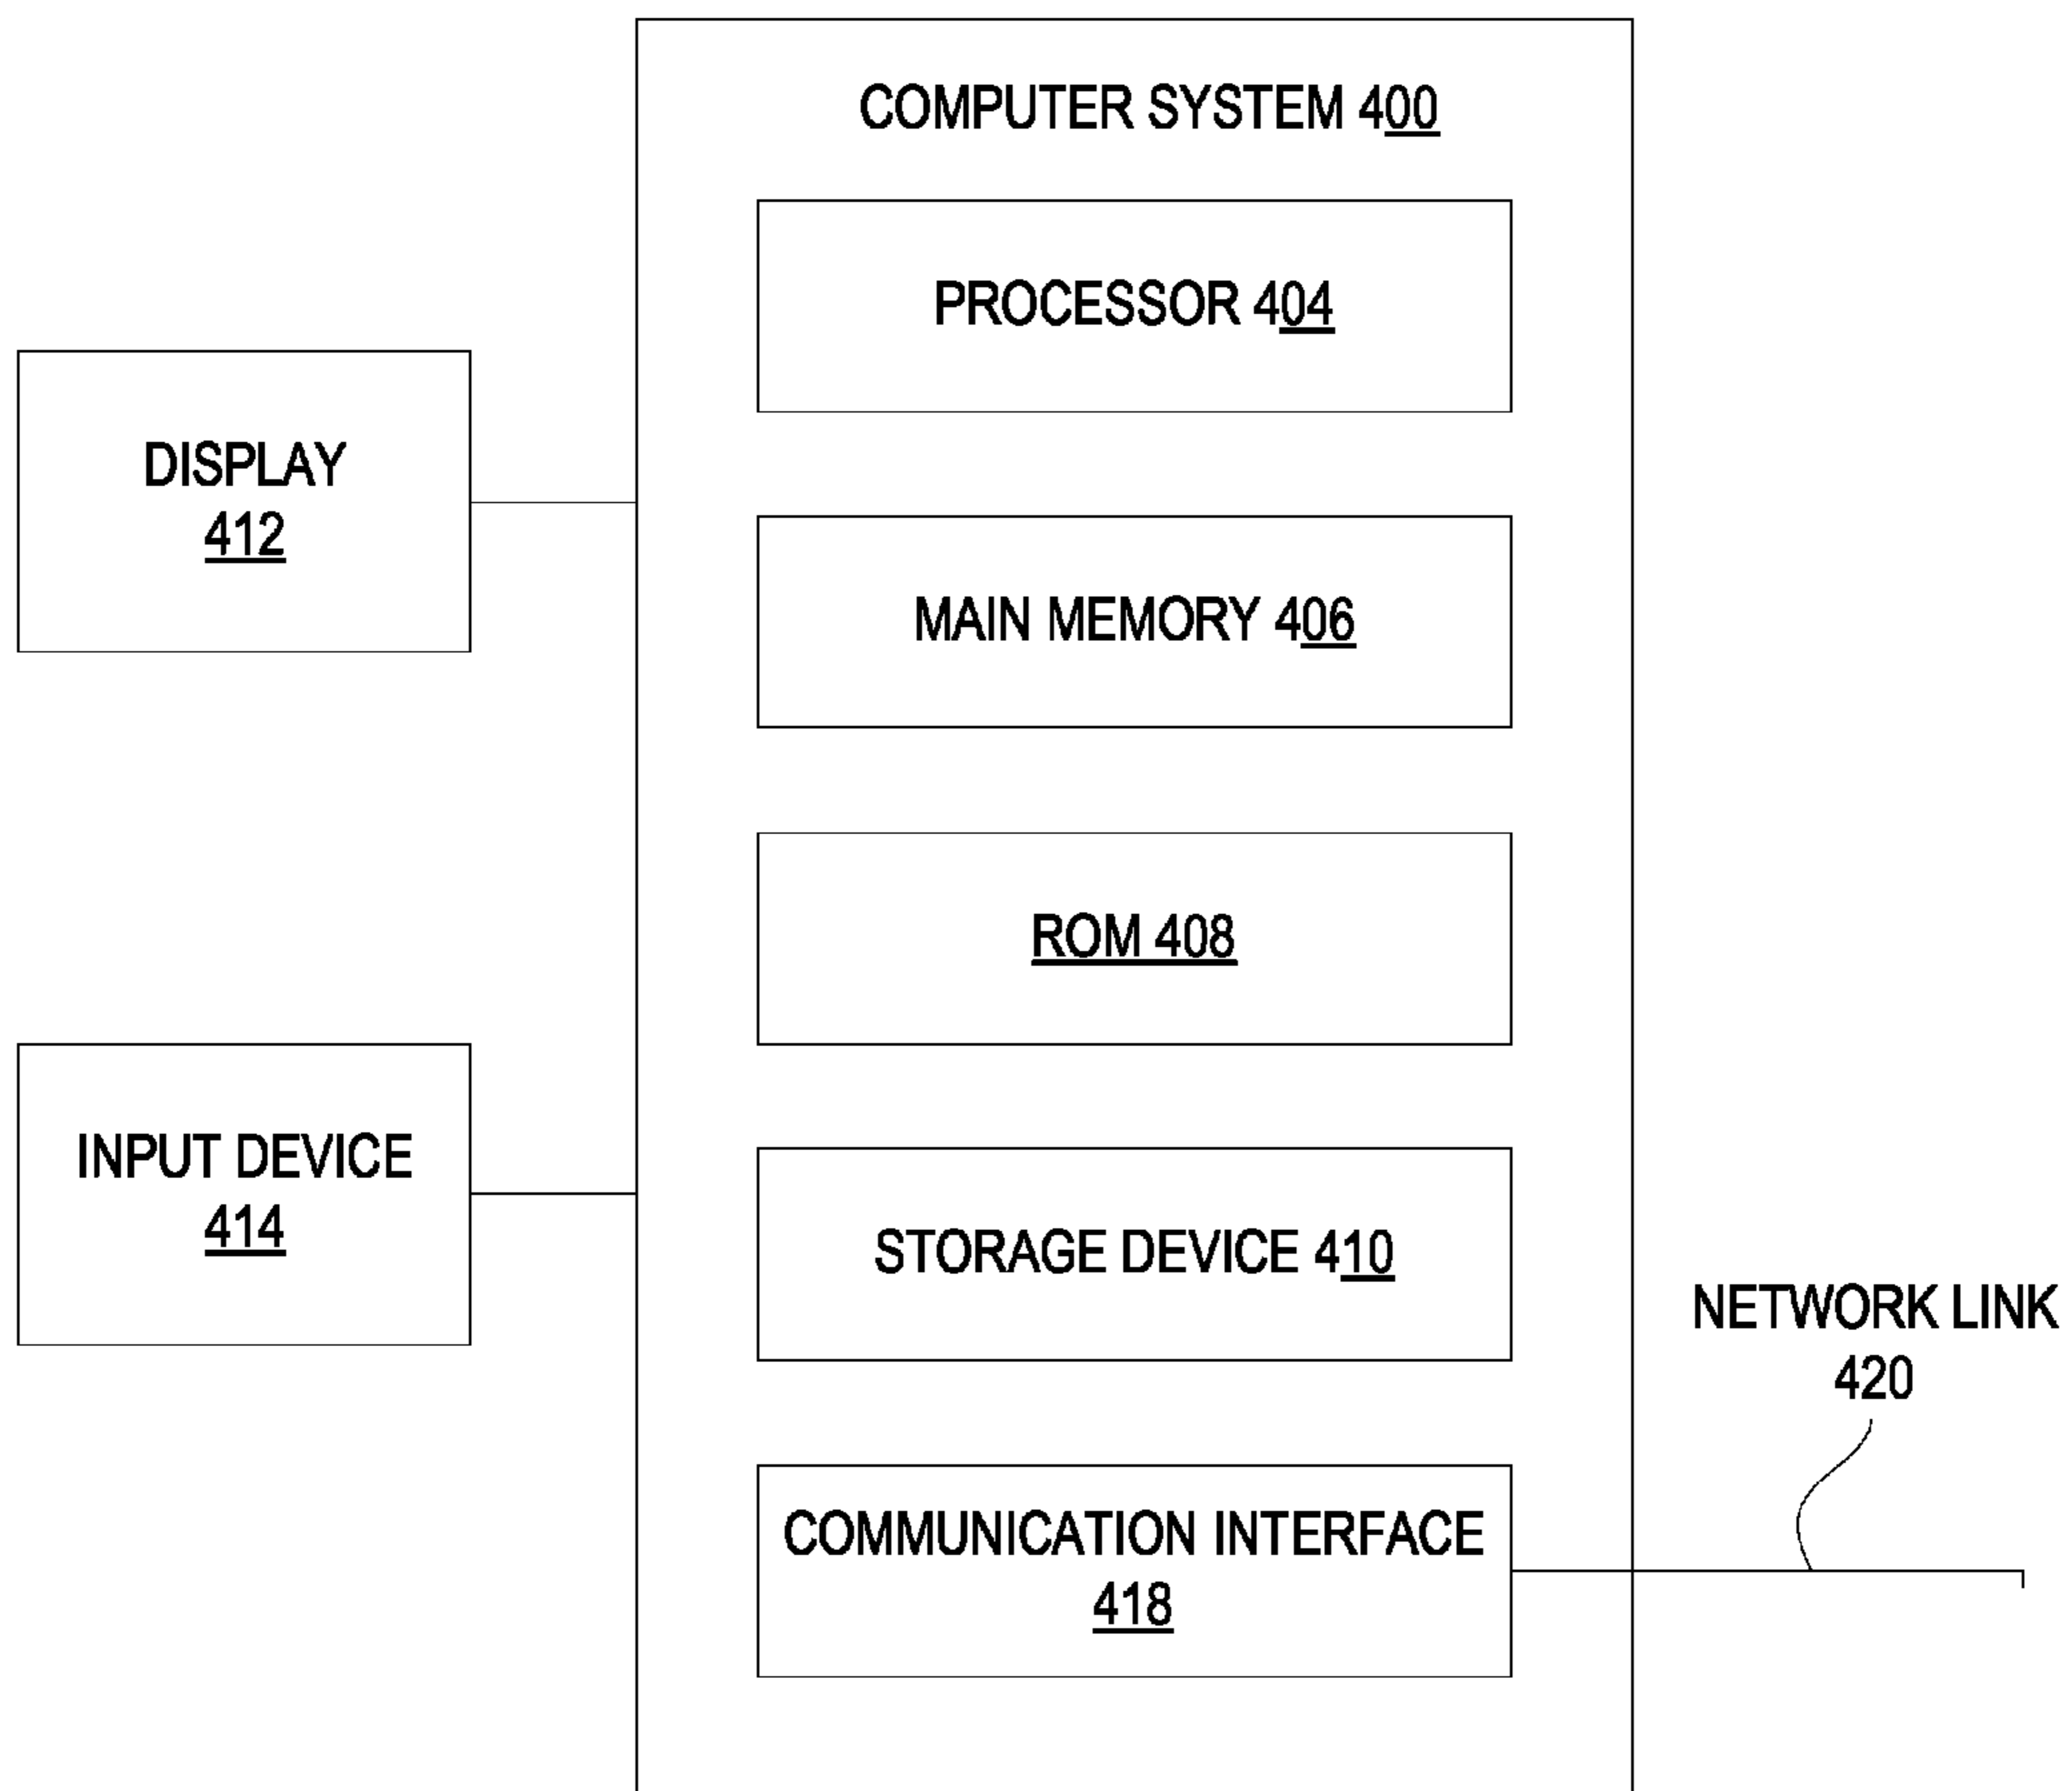 COMPUTER SYSTEM 400
PROCESSOR 404
DISPLAY
412
MAIN MEMORY 406
ROM 408
INPUT DEVICE
414
STORAGE DEVICE 410
NETWORK LINK
420
COMMUNICATION INTERFACE
418